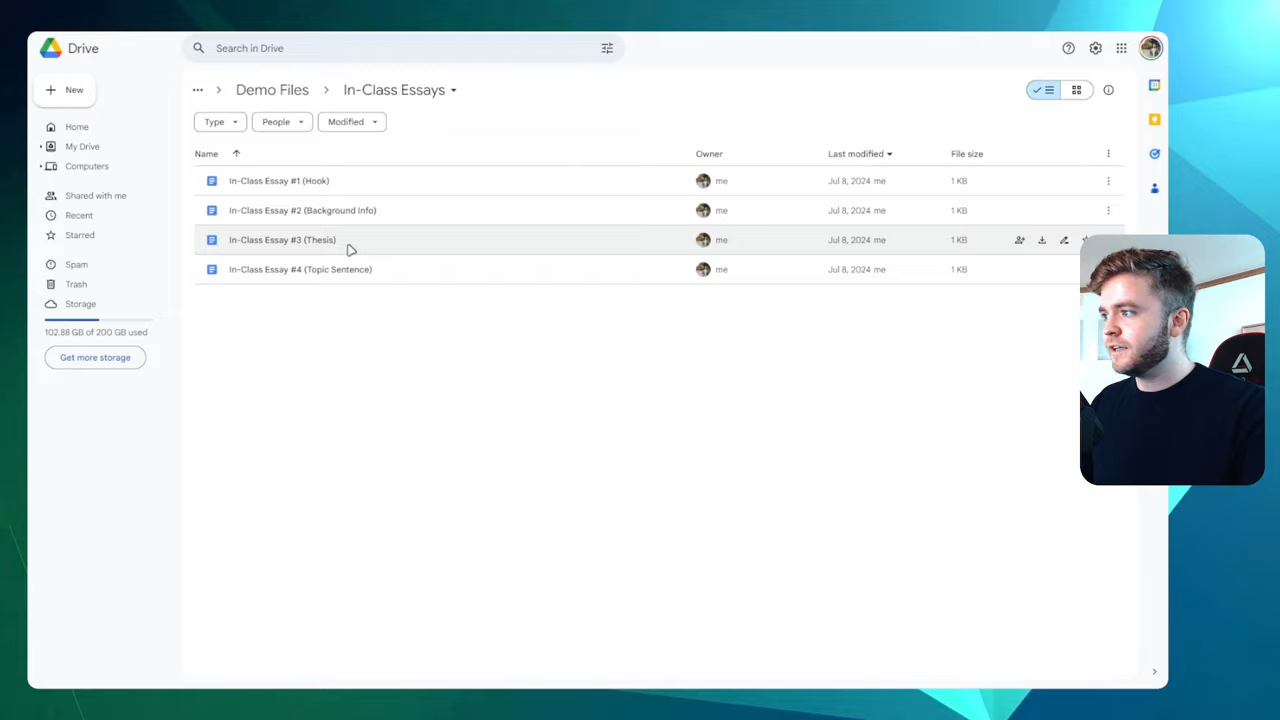 Drive
Search in Drive
New
Demo Files
In-Class Essays
Type
People
Modified
Home
My Drive
Computers
Shared with me
Recent
Starred
Spam
Trash
Storage
102.88 GB of 200 GB used
Get more storage
Name Owner Last modified File size
In-Class Essay #1 (Hook) me Jul 8, 2024 me 1 KB
In-Class Essay #2 (Background Info) me Jul 8, 2024 me 1 KB
In-Class Essay #3 (Thesis) me Jul 8, 2024 me 1 KB
In-Class Essay #4 (Topic Sentence) me Jul 8, 2024 me 1 KB